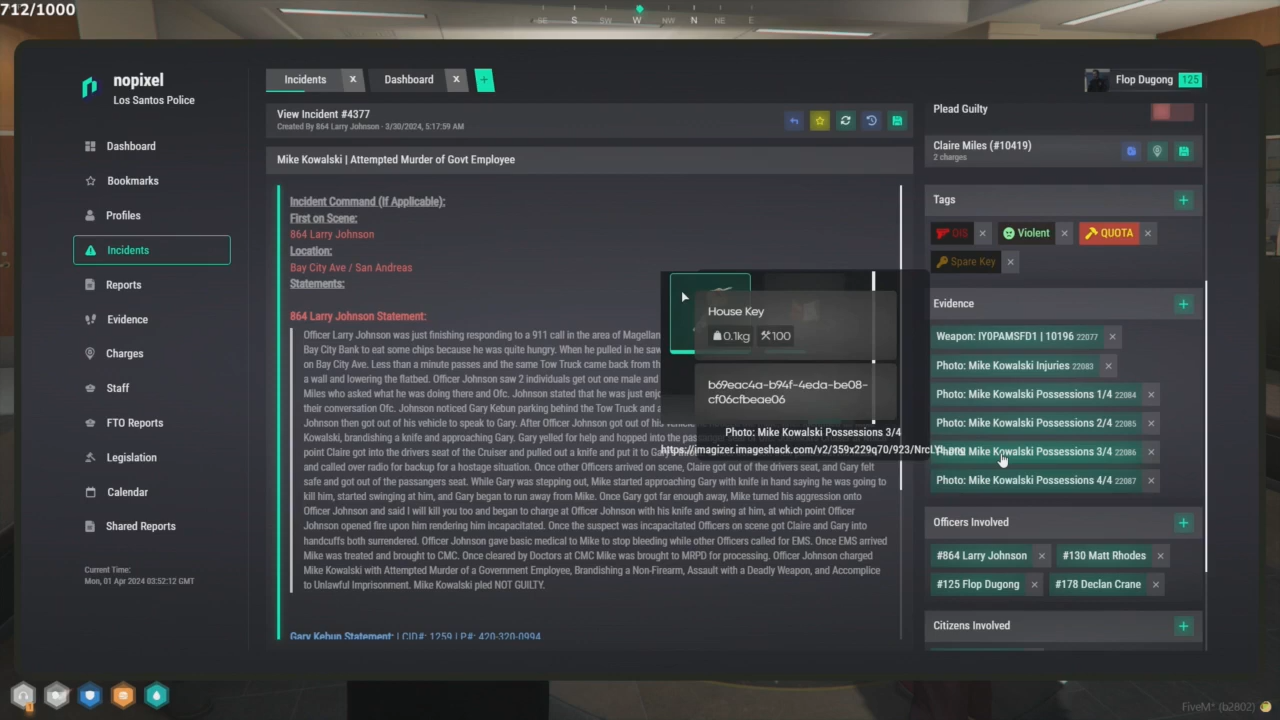 712/1000
SE S SW W NW N NE E
nopixel
Los Santos Police
Incidents x Dashboard x +
Flop Dugong 125
Dashboard
Bookmarks
Profiles
Incidents
Reports
Evidence
Charges
Staff
FTO Reports
Legislation
Calendar
Shared Reports
Current Time:
Mon, 01 Apr 2024 03:52:12 GMT
View Incident #4377
Created By 864 Larry Johnson · 3/30/2024, 5:17:59 AM
Mike Kowalski | Attempted Murder of Govt Employee
Incident Command (If Applicable):
First on Scene:
864 Larry Johnson
Location:
Bay City Ave / San Andreas
Statements:
864 Larry Johnson Statement:
Officer Larry Johnson was just finishing responding to a 911 call in the area of Magellan
Bay City Bank to eat some chips because he was quite hungry. When he pulled in he saw
on Bay City Ave. Less than a minute passes and the same Tow Truck came back from th
a wall and lowering the flatbed. Officer Johnson saw 2 individuals get out one male and
Miles who asked what he was doing there and Ofc. Johnson stated that he was just enjo
their conversation Ofc. Johnson noticed Gary Kebun parking behind the Tow Truck and a
Johnson then got out of his vehicle to speak to Gary. After Officer Johnson got out of his vehicle
Kowalski, brandishing a knife and approaching Gary. Gary yelled for help and hopped into the pas
point Claire got into the drivers seat of the Cruiser and pulled out a knife and put it to Gary
and called over radio for backup for a hostage situation. Once other Officers arrived on scene, Claire got out of the drivers seat, and Gary felt
safe and got out of the passengers seat. While Gary was stepping out, Mike started approaching Gary with knife in hand saying he was going to
kill him, started swinging at him, and Gary began to run away from Mike. Once Gary got far enough away, Mike turned his aggression onto
Officer Johnson and said I will kill you too and began to charge at Officer Johnson with his knife and swing at him, at which point Officer
Johnson opened fire upon him rendering him incapacitated. Once the suspect was incapacitated Officers on scene got Claire and Gary into
handcuffs both surrendered. Officer Johnson gave basic medical to Mike to stop bleeding while other Officers called for EMS. Once EMS arrived
Mike was treated and brought to CMC. Once cleared by Doctors at CMC Mike was brought to MRPD for processing. Officer Johnson charged
Mike Kowalski with Attempted Murder of a Government Employee, Brandishing a Non-Firearm, Assault with a Deadly Weapon, and Accomplice
to Unlawful Imprisonment. Mike Kowalski pled NOT GUILTY.
Gary Kebun Statement: | CID#: 1259 | P#: 420-320-0994
House Key
0.1kg 100
b69eac4a-b94f-4eda-be08-
cf06cfbeae06
Photo: Mike Kowalski Possessions 3/4
Plead Guilty
Claire Miles (#10419)
2 charges
Tags +
OIS x Violent x QUOTA x
Spare Key x
Evidence +
Weapon: IY0PAMSFD1 | 10196 22077 x
Photo: Mike Kowalski Injuries 22083 x
Photo: Mike Kowalski Possessions 1/4 22084 x
Photo: Mike Kowalski Possessions 2/4 22085 x
Photo: Mike Kowalski Possessions 3/4 22086 x
Photo: Mike Kowalski Possessions 4/4 22087 x
Officers Involved +
#864 Larry Johnson x #130 Matt Rhodes x
#125 Flop Dugong x #178 Declan Crane x
Citizens Involved +
FiveM* (b2802)